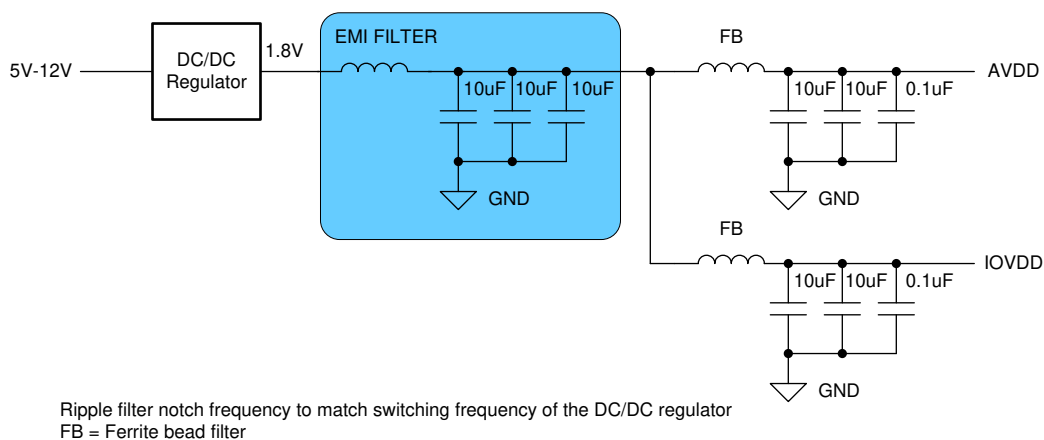 EMI FILTER
FB
5V-12V
DC/DC
Regulator
1.8V
10uF 10uF 10uF
10uF 10uF 0.1uF
AVDD
GND
GND
FB
IOVDD
10uF 10uF 0.1uF
GND
Ripple filter notch frequency to match switching frequency of the DC/DC regulator
FB = Ferrite bead filter